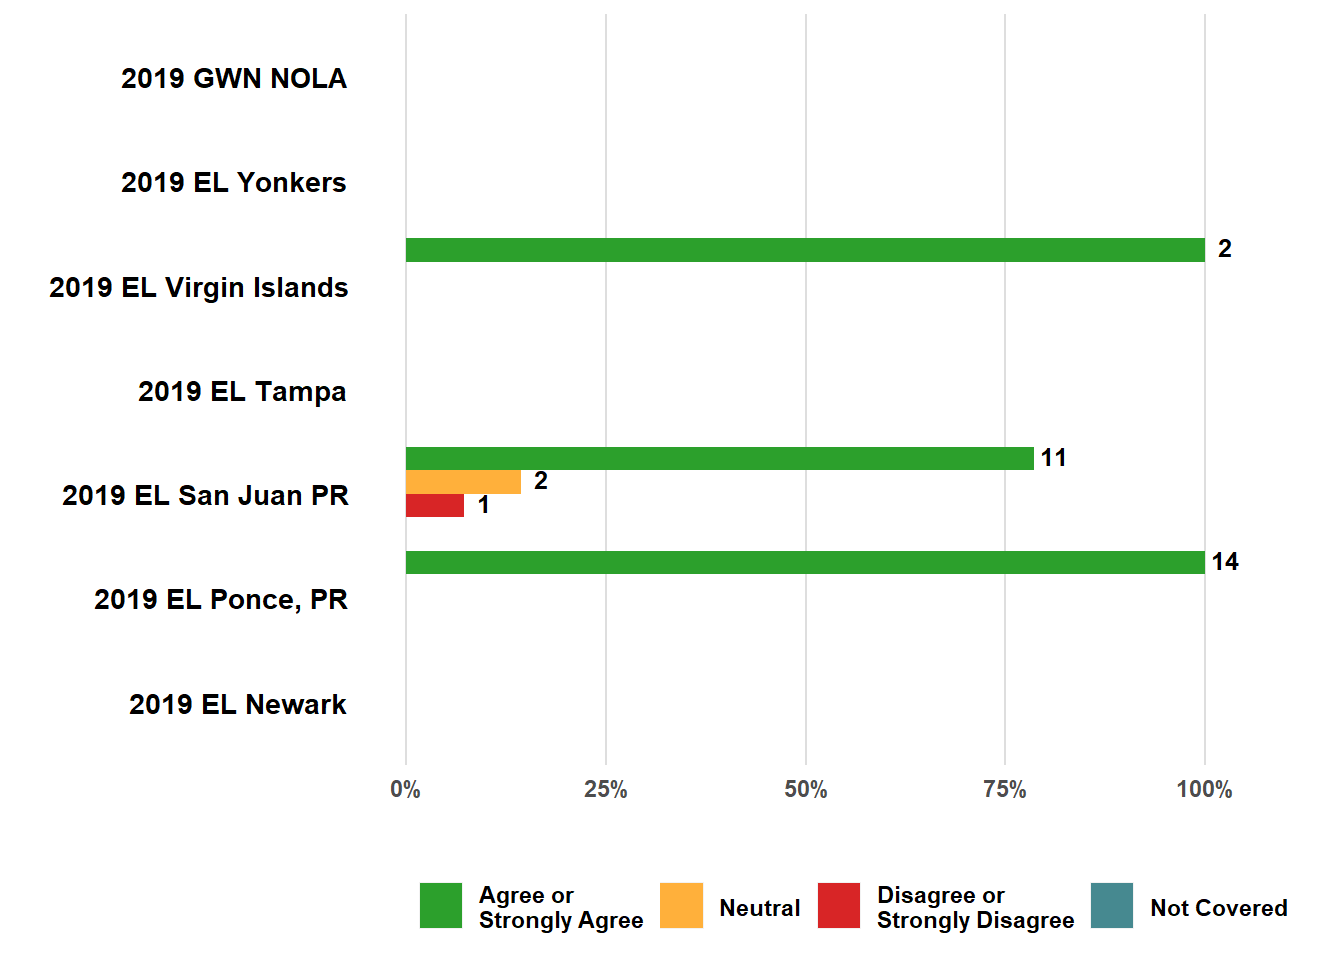 2019 GWN NOLA
2019 EL Yonkers
2
2019 EL Virgin Islands
2019 EL Tampa
11
2
2019 EL San Juan PR
1
14
2019 EL Ponce, PR
2019 EL Newark
0% 25% 50% 75% 100%
Agree or
Strongly Agree
Neutral
Disagree or
Strongly Disagree
Not Covered